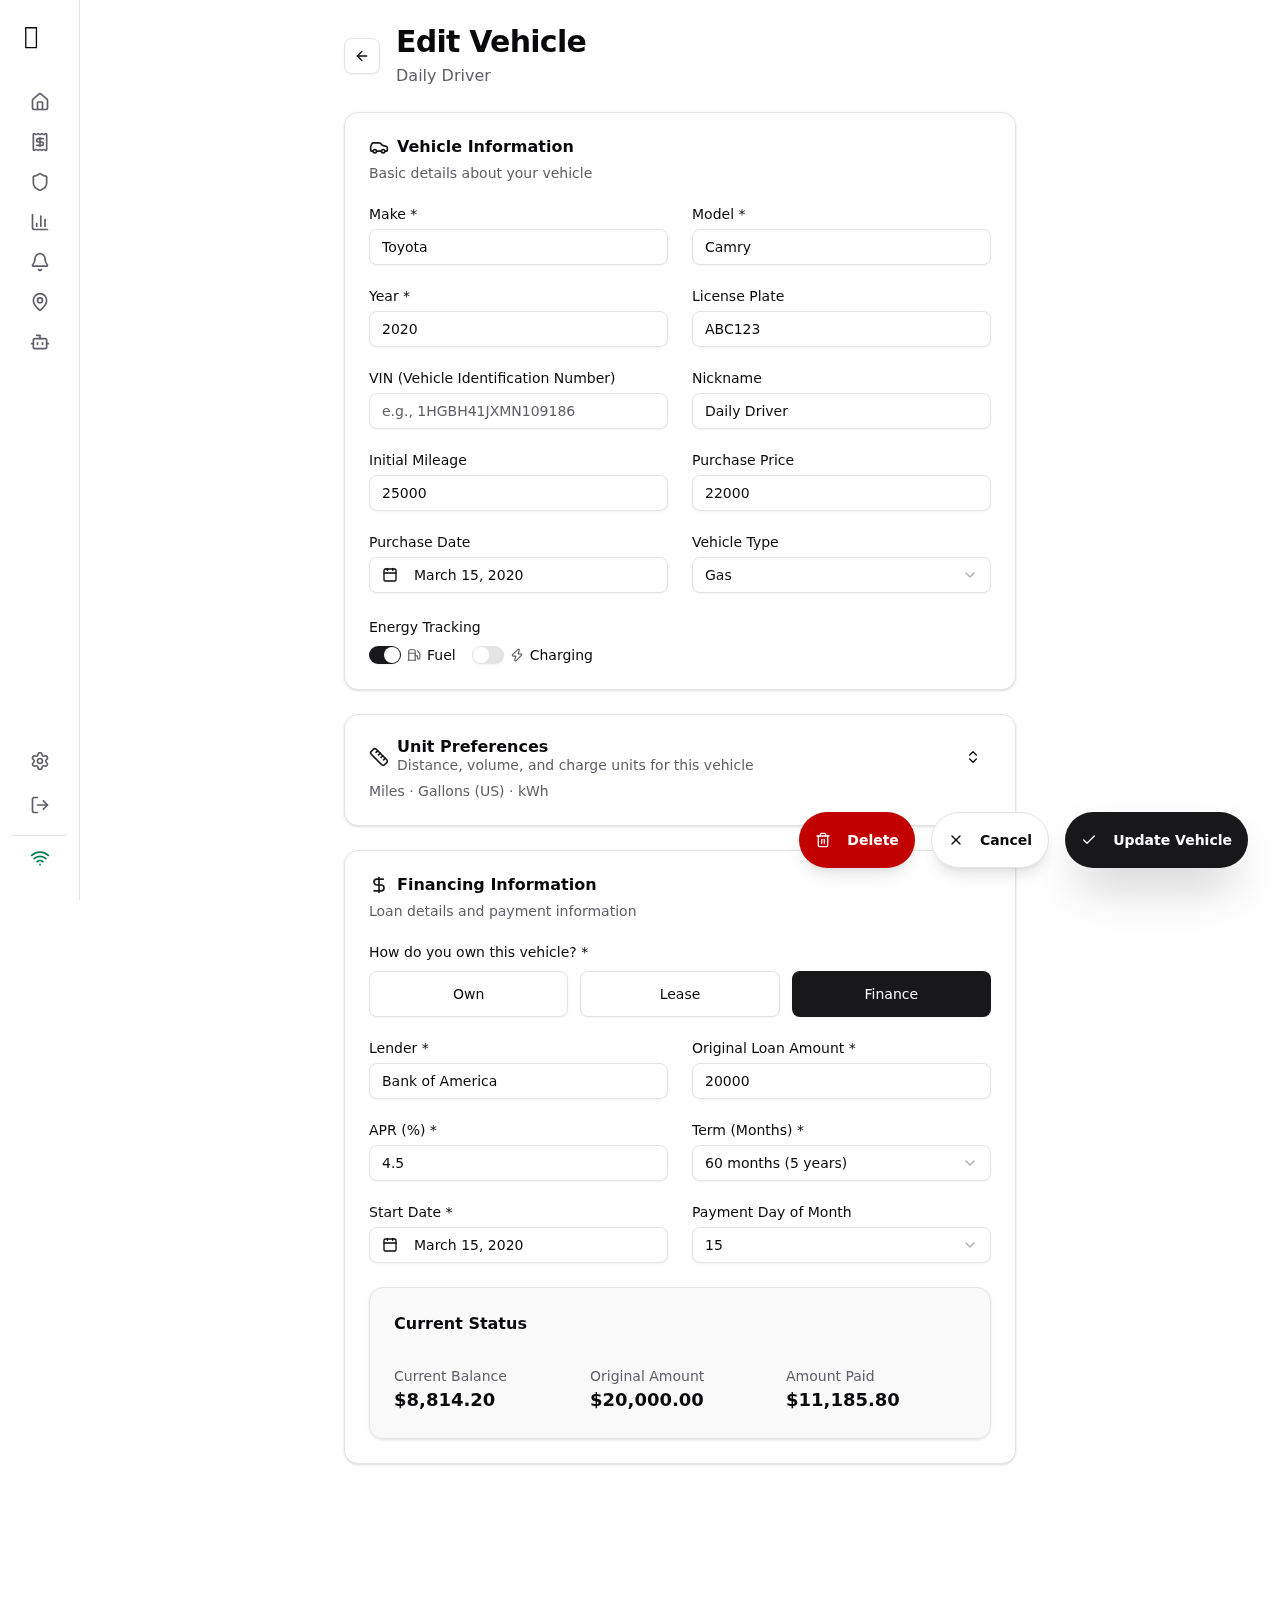 Edit Vehicle
Daily Driver
Vehicle Information
Basic details about your vehicle
Make *
Model *
Toyota
Camry
Year *
License Plate
2020
ABC123
VIN (Vehicle Identification Number)
Nickname
e.g., 1HGBH41JXMN109186
Daily Driver
Initial Mileage
Purchase Price
25000
22000
Purchase Date
Vehicle Type
March 15, 2020
Gas
Energy Tracking
Fuel
Charging
Unit Preferences
Distance, volume, and charge units for this vehicle
Miles · Gallons (US) · kWh
Delete
Cancel
Update Vehicle
Financing Information
Loan details and payment information
How do you own this vehicle? *
Own
Lease
Finance
Lender *
Original Loan Amount *
Bank of America
20000
APR (%) *
Term (Months) *
4.5
60 months (5 years)
Start Date *
Payment Day of Month
March 15, 2020
15
Current Status
Current Balance
Original Amount
Amount Paid
$8,814.20
$20,000.00
$11,185.80